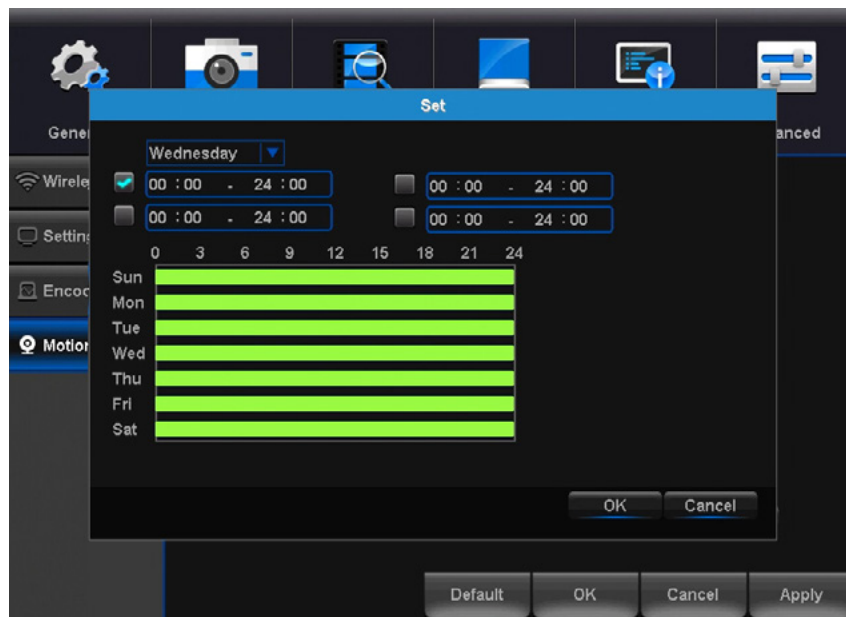 Set
Gene
anced
Wednesday
Wirele
00 : 00 - 24 : 00
00 : 00 - 24 : 00
00 : 00 - 24 : 00
00 : 00 - 24 : 00
Setting
0 3 6 9 12 15 18 21 24
Sun
Encod
Mon
Tue
Motion
Wed
Thu
Fri
Sat
OK Cancel
Default OK Cancel Apply